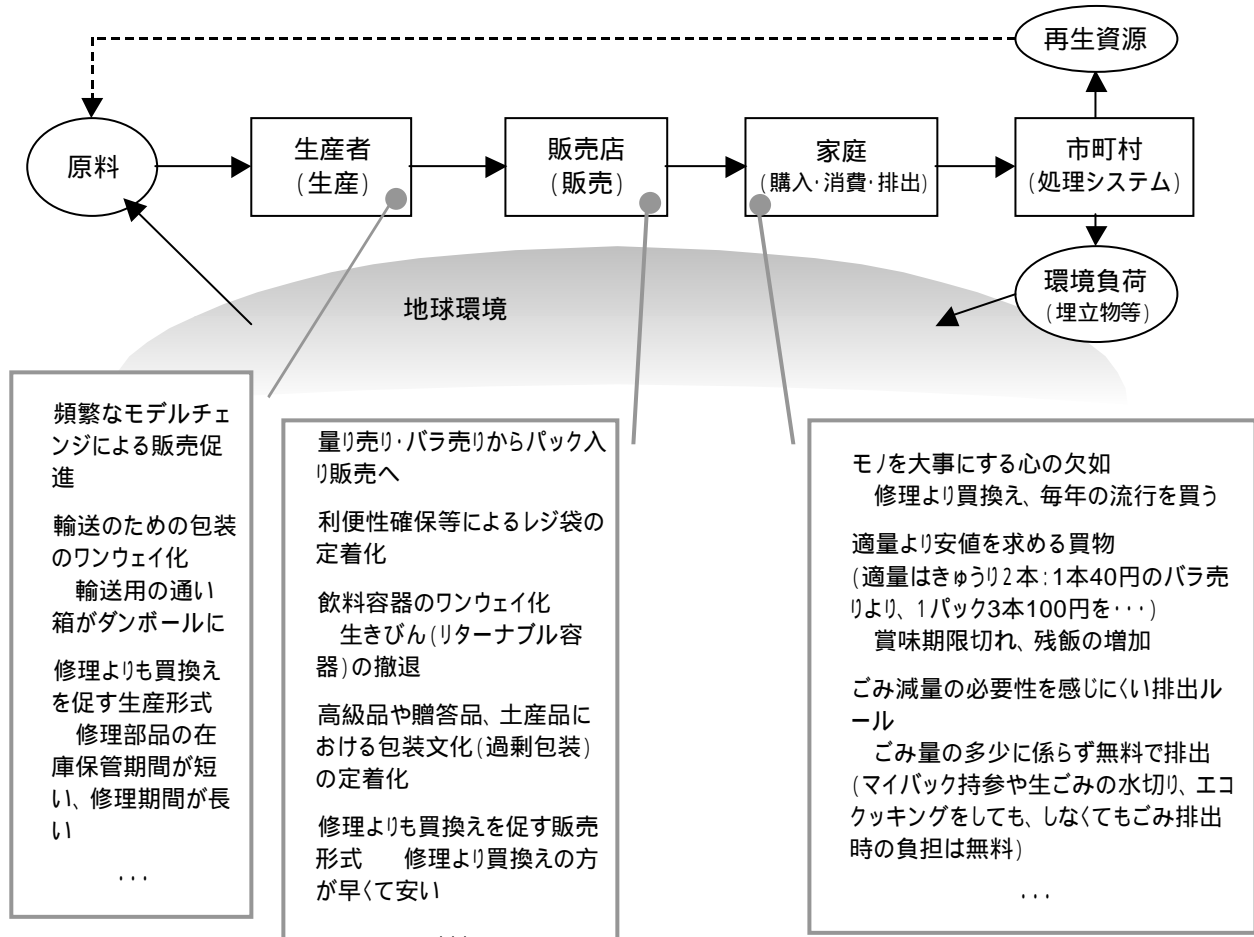 再生資源
原料
生産者
(生産)
販売店
(販売)
家庭
(購入・消費・排出)
市町村
(処理システム)
環境負荷
(埋立物等)
地球環境
頻繁なモデルチェ
ンジによる販売促
進
輸送のための包装
のワンウェイ化
輸送用の通い
箱がダンボールに
修理よりも買換え
を促す生産形式
修理部品の在
庫保管期間が短
い、修理期間が長
い
・・・
量り売り・バラ売りからパック入
り販売へ
利便性確保等によるレジ袋の
定着化
飲料容器のワンウェイ化
生きびん(リターナブル容
器)の撤退
高級品や贈答品、土産品に
おける包装文化(過剰包装)
の定着化
修理よりも買換えを促す販売
形式　修理より買換えの方
が早くて安い
モノを大事にする心の欠如
修理より買換え、毎年の流行を買う
適量より安値を求める買物
(適量はきゅうり2本:1本40円のバラ売
りより、1パック3本100円を・・・)
賞味期限切れ、残飯の増加
ごみ減量の必要性を感じにくい排出ル
ール
ごみ量の多少に係らず無料で排出
(マイバック持参や生ごみの水切り、エコ
クッキングをしても、しなくてもごみ排出
時の負担は無料)
・・・